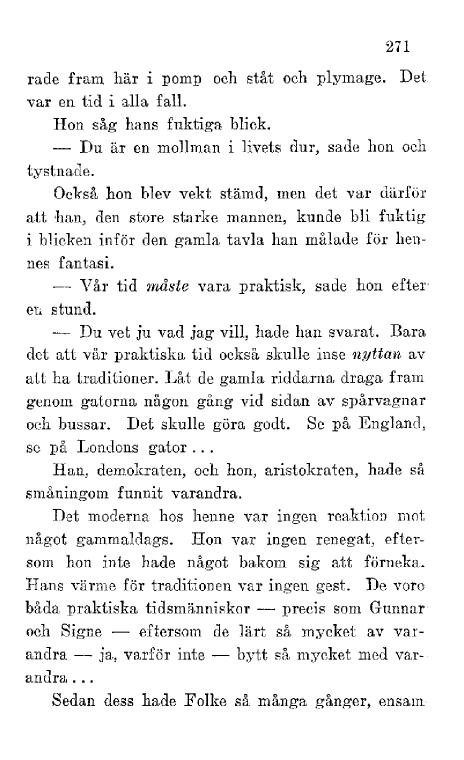 271
rade fram här i pomp och ståt och plymage. Det
var en tid i alla fall.
Hon såg hans fuktiga blick.
— Du är en mollman i livets dur, sade hon och
tystnade.
Också hon blev vekt stämd, men det var därför
att han, den store starke mannen, kunde bli fuktig
i blicken inför den gamla tavla han målade för hen-
nes fantasi.
— Vår tid måste vara praktisk, sade hon efter
en stund.
— Du vet ju vad jag vill, hade han svarat. Bara
det att vår praktiska tid också skulle inse nyttan av
att ha traditioner. Låt de gamla riddarna draga fram
genom gatorna någon gång vid sidan av spårvagnar
och bussar. Det skulle göra godt. Se på England,
se på Londons gator...
Han, demokraten, och hon, aristokraten, hade så
småningom funnit varandra.
Det moderna hos henne var ingen reaktion mot
något gammaldags. Hon var ingen renegat, efter-
som hon inte hade något bakom sig att förneka.
Hans värme för traditionen var ingen gest. De voro
båda praktiska tidsmänniskor — precis som Gunnar
och Signe — eftersom de lärt så mycket av var-
andra — ja, varför inte — bytt så mycket med var-
andra...
Sedan dess hade Folke så många gånger, ensam